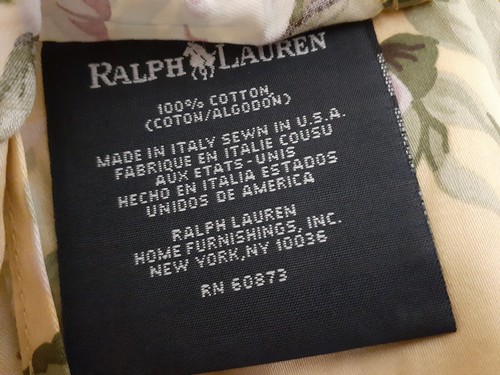 RALPH LAUREN
100% COTTON
(COTON/ALGODÓN)
MADE IN ITALY SEWN IN U.S.A.
FABRIQUE EN ITALIE COUSU
AUX ETATS-UNIS
HECHO EN ITALIA ESTADOS
UNIDOS DE AMERICA
RALPH LAUREN
HOME FURNISHINGS, INC.
NEW YORK,NY 10036
RN 60873